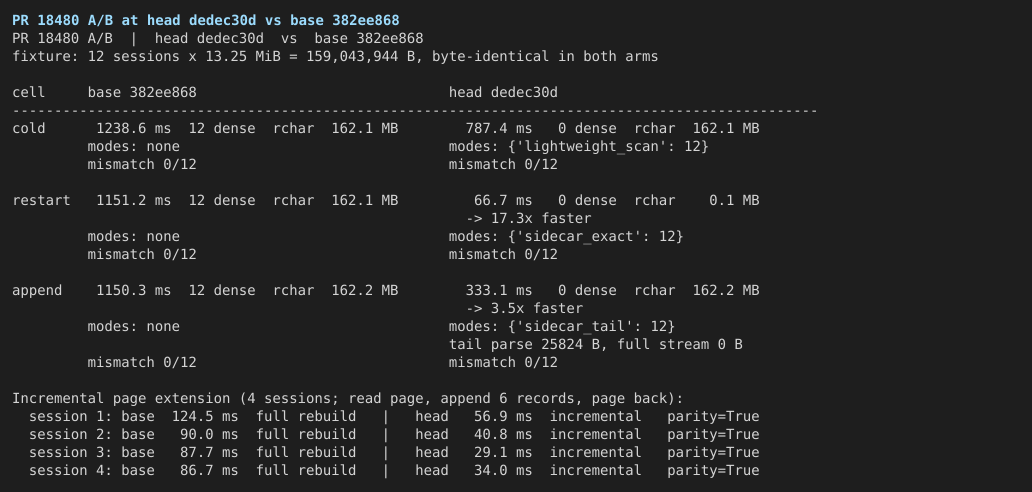 PR 18480 A/B at head dedec30d vs base 382ee868
PR 18480 A/B  |  head dedec30d  vs  base 382ee868
fixture: 12 sessions x 13.25 MiB = 159,043,944 B, byte-identical in both arms
cell     base 382ee868                              head dedec30d
------------------------------------------------------------------------------------------------
cold      1238.6 ms  12 dense  rchar  162.1 MB        787.4 ms   0 dense  rchar  162.1 MB
         modes: none                                modes: {'lightweight_scan': 12}
         mismatch 0/12                              mismatch 0/12
restart   1151.2 ms  12 dense  rchar  162.1 MB         66.7 ms   0 dense  rchar    0.1 MB
                                                      -> 17.3x faster
         modes: none                                modes: {'sidecar_exact': 12}
         mismatch 0/12                              mismatch 0/12
append    1150.3 ms  12 dense  rchar  162.2 MB        333.1 ms   0 dense  rchar  162.2 MB
                                                      -> 3.5x faster
         modes: none                                modes: {'sidecar_tail': 12}
                                                    tail parse 25824 B, full stream 0 B
         mismatch 0/12                              mismatch 0/12
Incremental page extension (4 sessions; read page, append 6 records, page back):
  session 1: base  124.5 ms  full rebuild   |   head   56.9 ms  incremental   parity=True
  session 2: base   90.0 ms  full rebuild   |   head   40.8 ms  incremental   parity=True
  session 3: base   87.7 ms  full rebuild   |   head   29.1 ms  incremental   parity=True
  session 4: base   86.7 ms  full rebuild   |   head   34.0 ms  incremental   parity=True